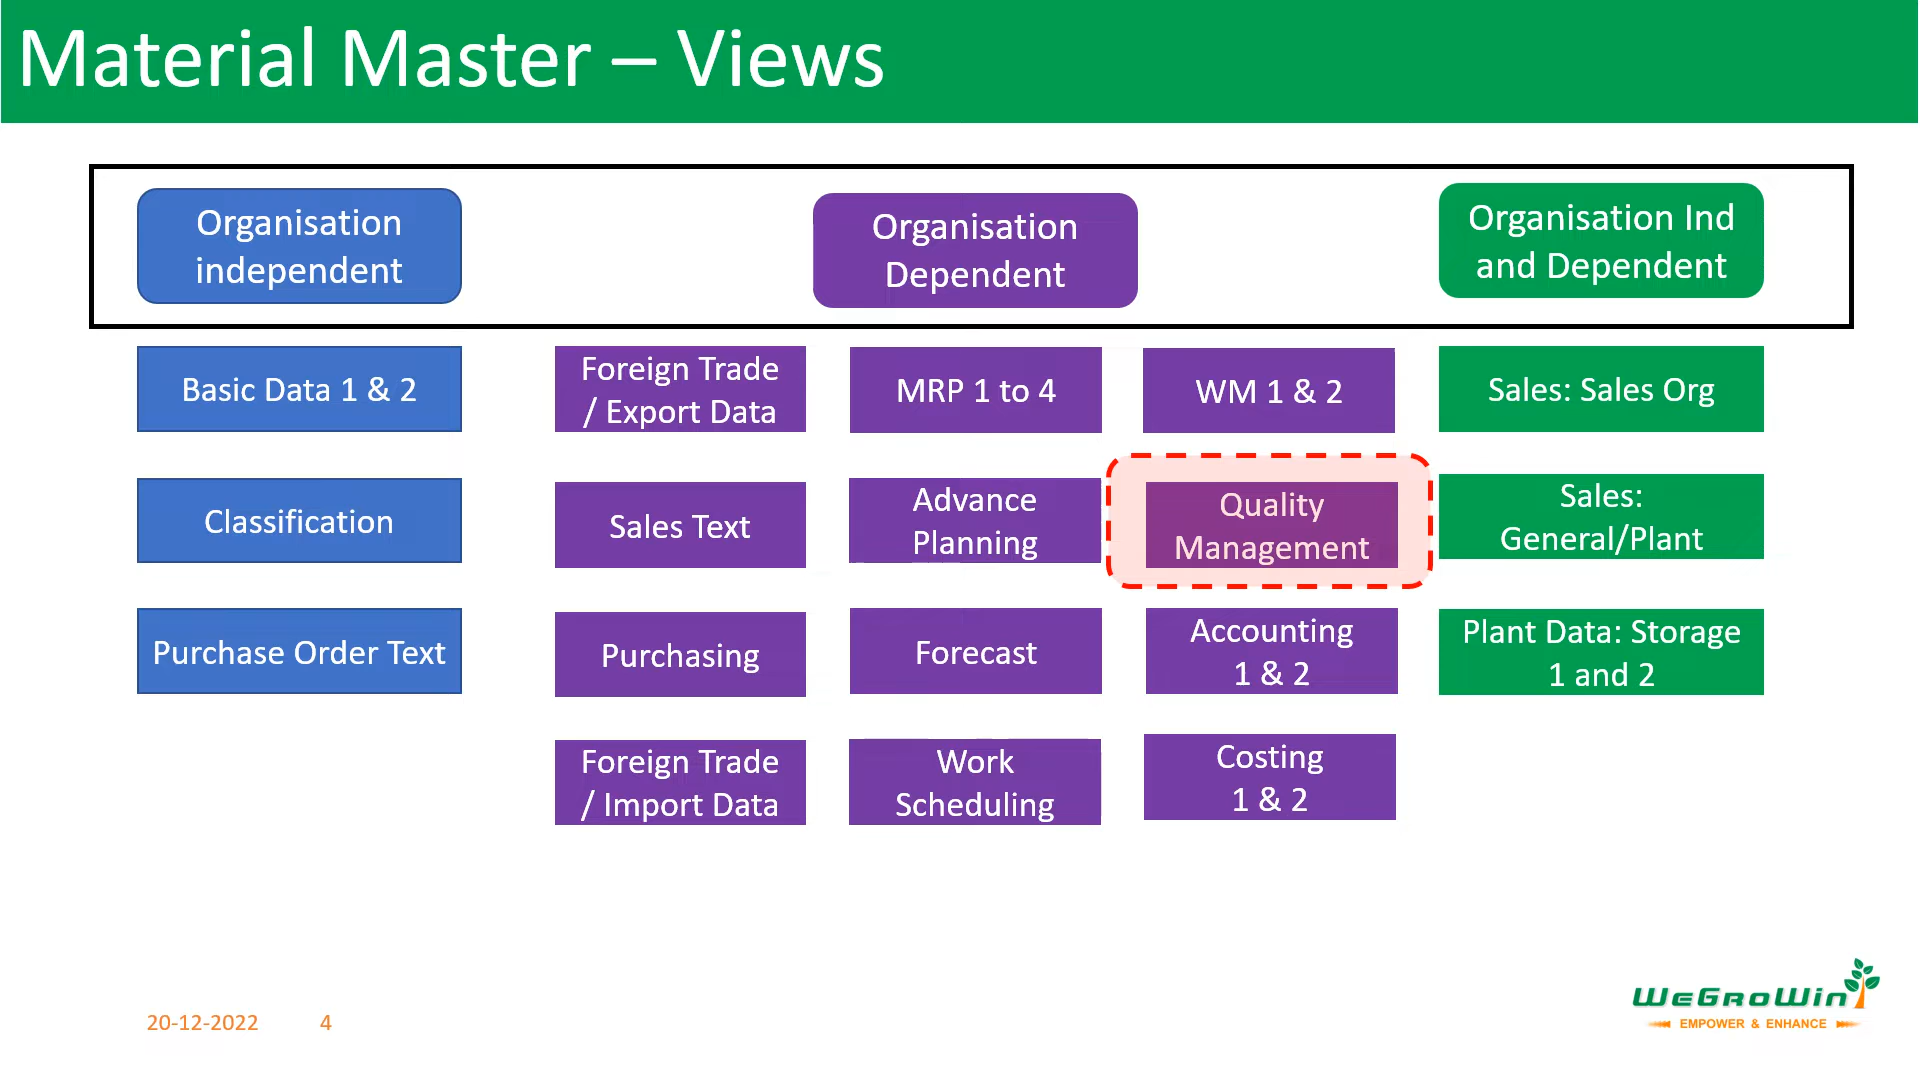 Material Master – Views
Organisation
independent
Organisation
Dependent
Organisation Ind
and Dependent
Basic Data 1 & 2
Foreign Trade
/ Export Data
MRP 1 to 4
WM 1 & 2
Sales: Sales Org
Classification
Sales Text
Advance
Planning
Quality
Management
Sales:
General/Plant
Purchase Order Text
Purchasing
Forecast
Accounting
1 & 2
Plant Data: Storage
1 and 2
Foreign Trade
/ Import Data
Work
Scheduling
Costing
1 & 2
20-12-2022 4
WeGroWin
EMPOWER & ENHANCE